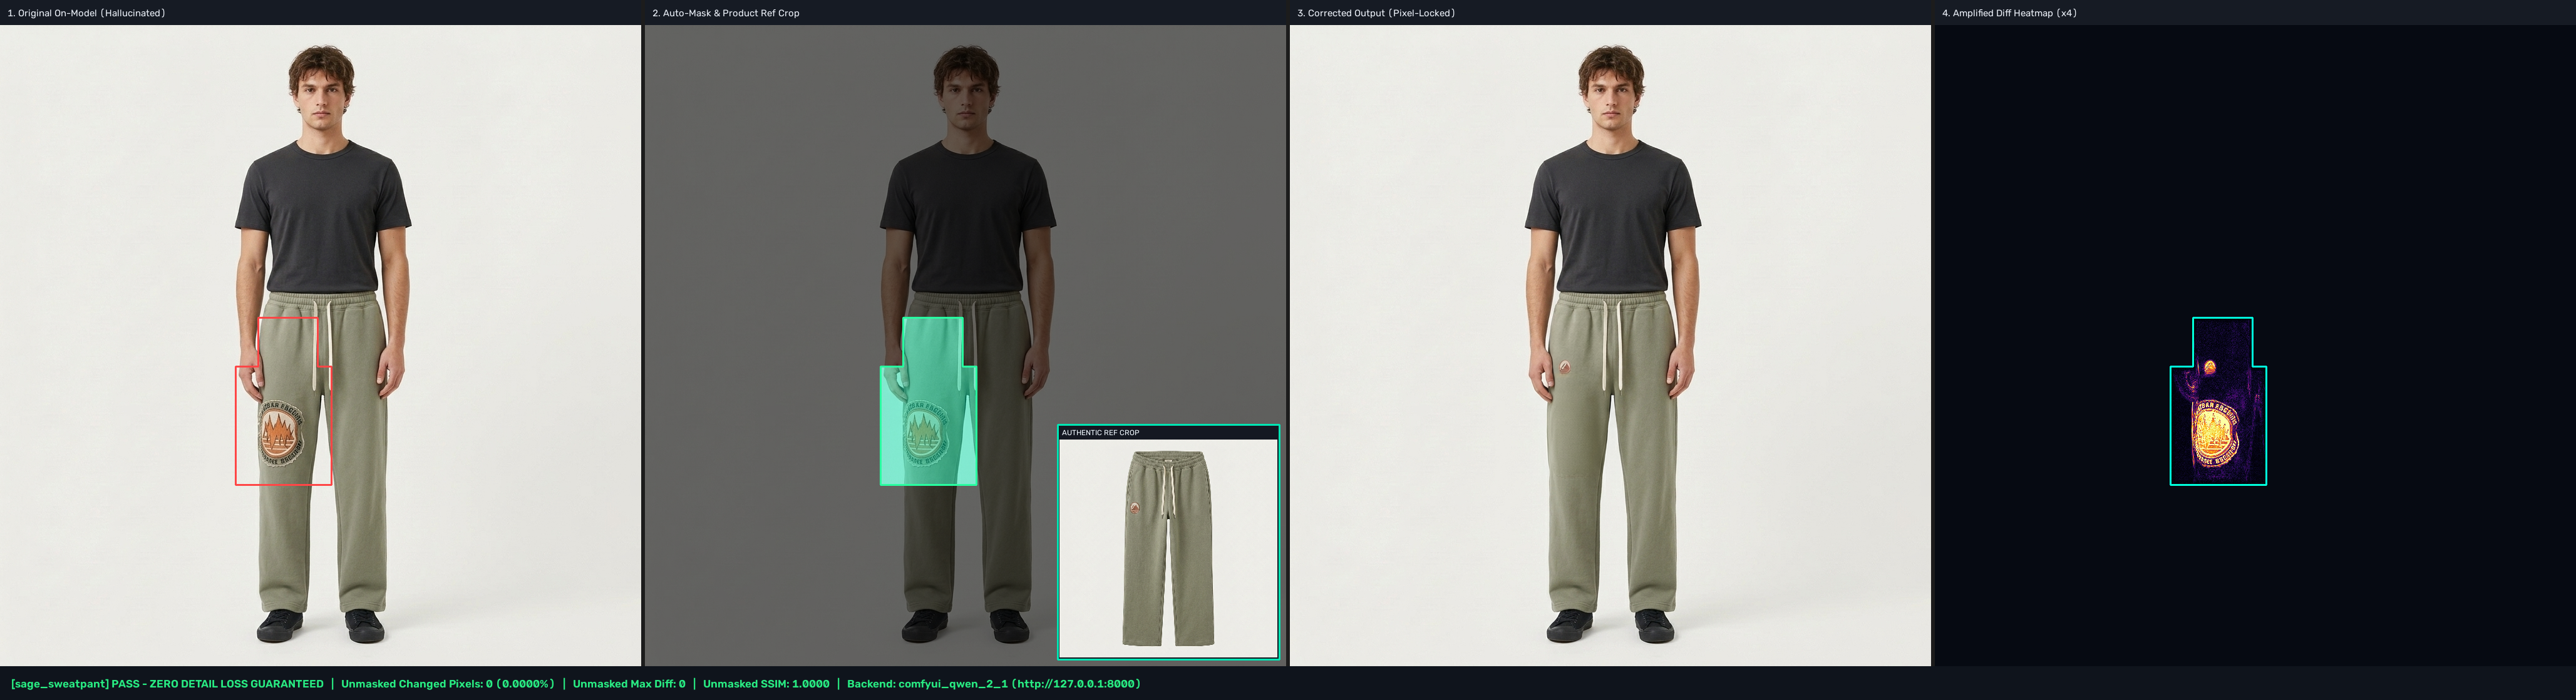 1. Original On-Model (Hallucinated)
2. Auto-Mask & Product Ref Crop
3. Corrected Output (Pixel-Locked)
4. Amplified Diff Heatmap (x4)
AUTHENTIC REF CROP
[sage_sweatpant] PASS - ZERO DETAIL LOSS GUARANTEED | Unmasked Changed Pixels: 0 (0.0000%) | Unmasked Max Diff: 0 | Unmasked SSIM: 1.0000 | Backend: comfyui_qwen_2_1 (http://127.0.0.1:8000)